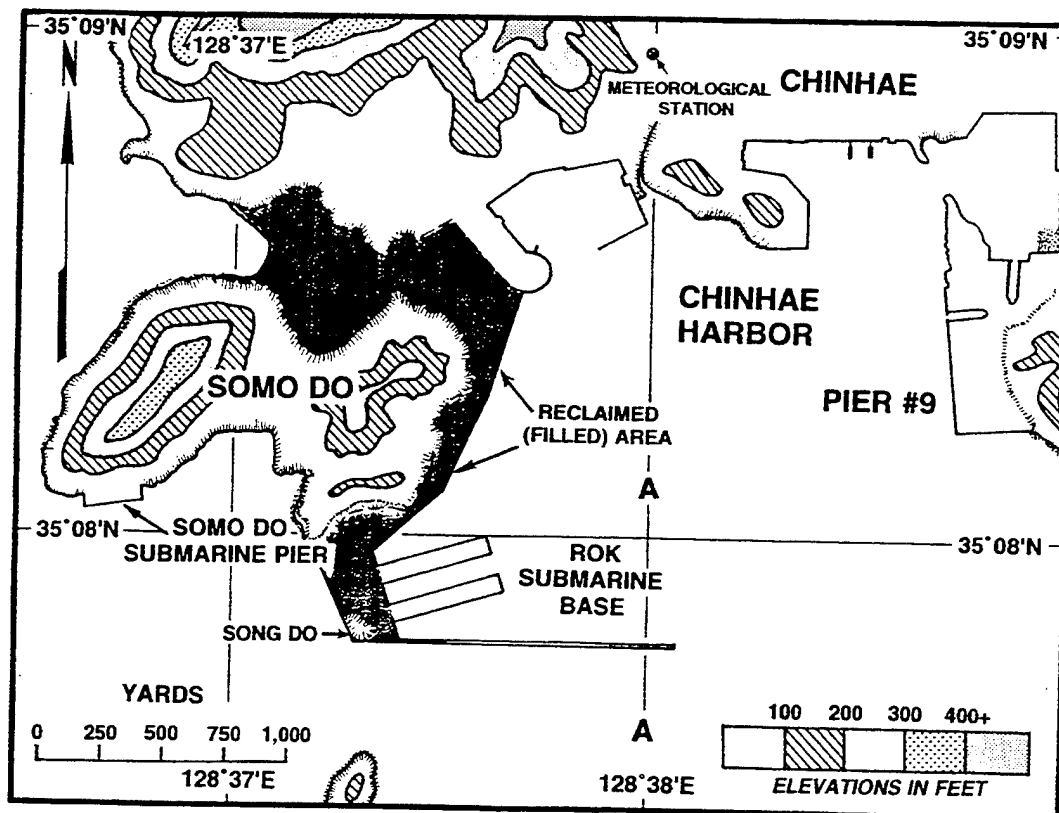 35°09'N
128°37'E
35°09'N
N
METEOROLOGICAL
STATION
CHINHAE
CHINHAE
HARBOR
SOMO DO
PIER #9
RECLAIMED
(FILLED) AREA
A
35°08'N
SOMO DO
SUBMARINE PIER
ROK
SUBMARINE
BASE
35°08'N
SONG DO
YARDS
0 250 500 750 1,000
A
128°37'E
128°38'E
100 200 300 400+
ELEVATIONS IN FEET